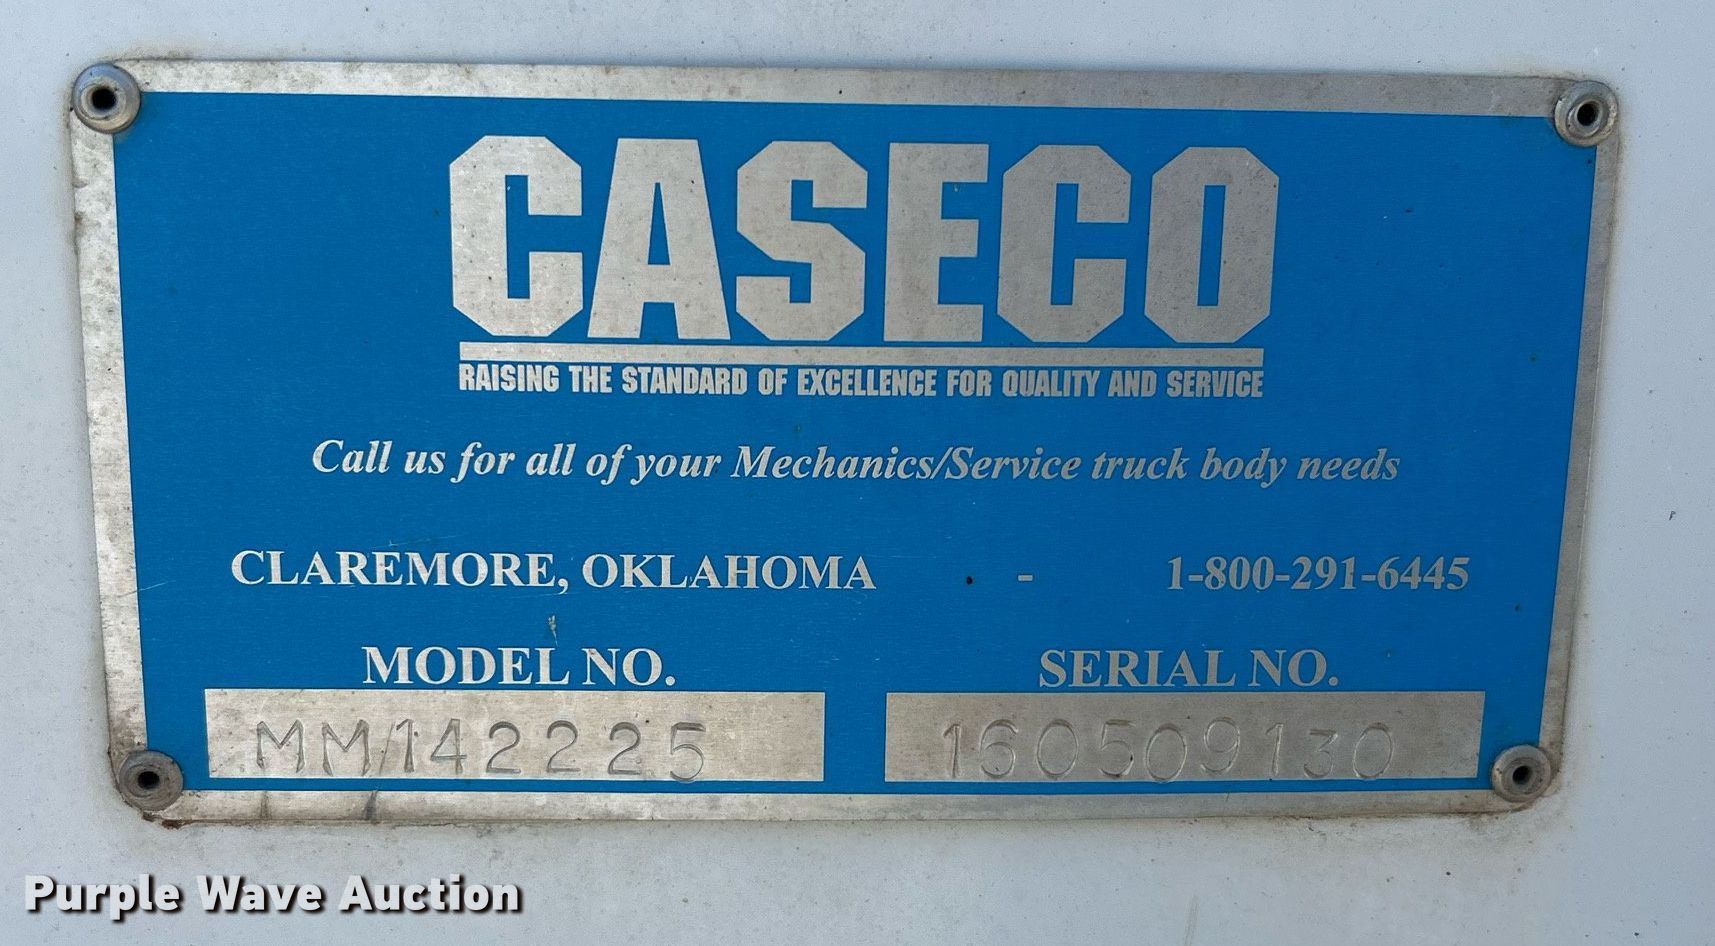 CASECO
RAISING THE STANDARD OF EXCELLENCE FOR QUALITY AND SERVICE
Call us for all of your Mechanics/Service truck body needs
CLAREMORE, OKLAHOMA - 1-800-291-6445
MODEL NO. SERIAL NO.
MM142225 160509130
Purple Wave Auction